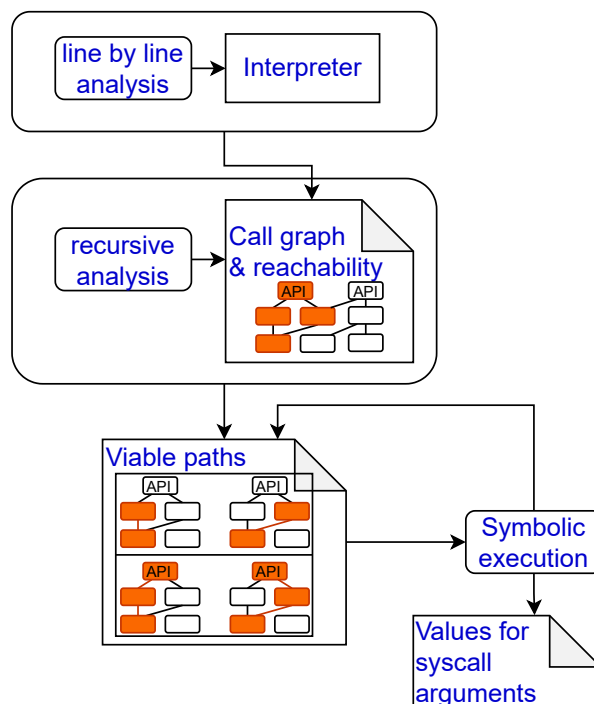 line by line
analysis
Interpreter
recursive
analysis
Call graph
& reachability
API
API
Viable paths
API
API
API
API
Symbolic
execution
Values for
syscall
arguments